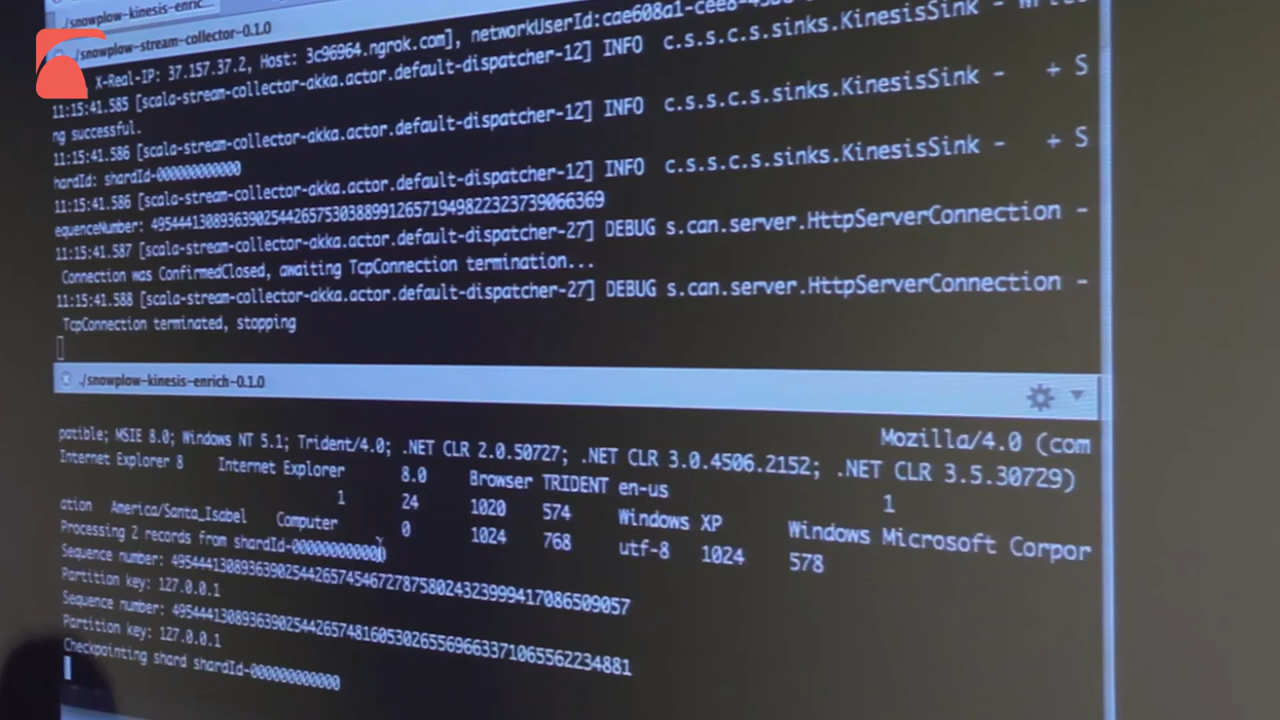 ./snowplow-kinesis-enric...
./snowplow-stream-collector-0.1.0
X-Real-IP: 37.157.37.2, Host: 3c96964.ngrok.com], networkUserId:cae608a1-cee8-
11:15:41.585 [scala-stream-collector-akka.actor.default-dispatcher-12] INFO c.s.s.c.s.sinks.KinesisSink - Writi
ng successful.
11:15:41.586 [scala-stream-collector-akka.actor.default-dispatcher-12] INFO c.s.s.c.s.sinks.KinesisSink - + S
hardId: shardId-000000000000
11:15:41.586 [scala-stream-collector-akka.actor.default-dispatcher-12] INFO c.s.s.c.s.sinks.KinesisSink - + S
equenceNumber: 49544413089363902544265753038899126571949822323739066369
11:15:41.587 [scala-stream-collector-akka.actor.default-dispatcher-27] DEBUG s.can.server.HttpServerConnection -
Connection was ConfirmedClosed, awaiting TcpConnection termination...
11:15:41.588 [scala-stream-collector-akka.actor.default-dispatcher-27] DEBUG s.can.server.HttpServerConnection -
TcpConnection terminated, stopping
./snowplow-kinesis-enrich-0.1.0
Mozilla/4.0 (com
patible; MSIE 8.0; Windows NT 5.1; Trident/4.0; .NET CLR 2.0.50727; .NET CLR 3.0.4506.2152; .NET CLR 3.5.30729)
Internet Explorer 8 Internet Explorer 8.0 Browser TRIDENT en-us 1
1 24 1020 574 Windows XP Windows Microsoft Corpor
ation America/Santa_Isabel Computer 0 1024 768 utf-8 1024 578
Processing 2 records from shardId-000000000000
Sequence number: 49544413089363902544265745467278758024323999417086509057
Partition key: 127.0.0.1
Sequence number: 49544413089363902544265748160530265569663371065562234881
Partition key: 127.0.0.1
Checkpointing shard shardId-000000000000